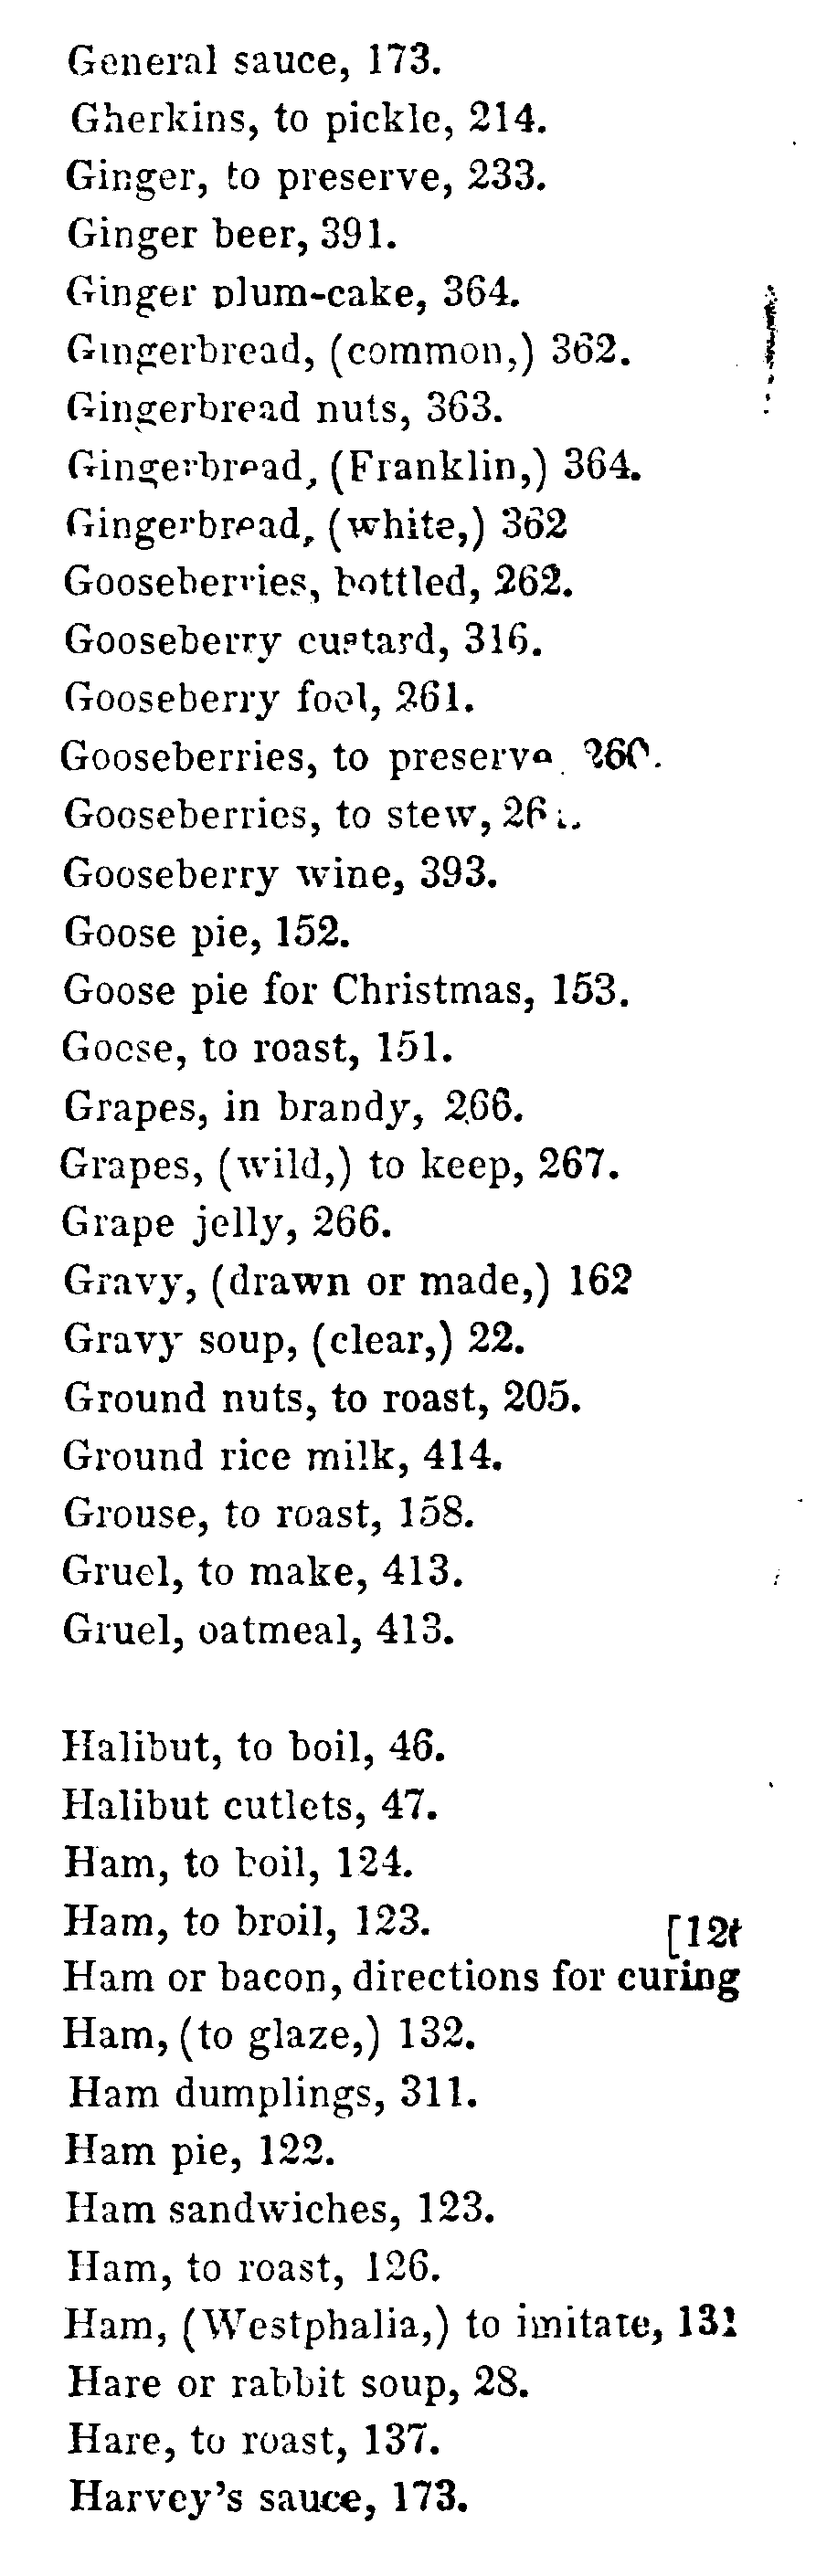 General sauce, 173.
Gherkins, to pickle, 214.
Ginger, to preserve, 233.
Ginger beer, 391.
Ginger plum-cake, 364.
Gingerbread, (common,) 362.
Gingerbread nuts, 363.
Gingerbread, (Franklin,) 364.
Gingerbread, (white,) 362
Gooseberries, bottled, 262.
Gooseberry custard, 316.
Gooseberry fool, 261.
Gooseberries, to preserve 260.
Gooseberries, to stew,
Gooseberry wine, 393.
Goose pie, 152.
Goose pie for Christmas, 153.
Goose, to roast, 151.
Grapes, in brandy, 266.
Grapes, (wild,) to keep, 267.
Grape jelly, 266.
Gravy, (drawn or made,) 162
Gravy soup, (clear,) 22.
Ground nuts, to roast, 205.
Ground rice milk, 414.
Grouse, to roast, 158.
Gruel, to make, 413.
Gruel, oatmeal, 413.
Halibut, to boil, 46.
Halibut cutlets, 47.
Ham, to boil, 124.
Ham, to broil, 123.
Ham or bacon, directions for curing
Ham, (to glaze,) 132.
Ham dumplings, 311.
Ham pie, 122.
Ham sandwiches, 123.
Ham, to roast, 126.
Ham, (Westphalia,) to imitate, 131
Hare or rabbit soup, 28.
Hare, to roast, 137.
Harvey's sauce, 173.